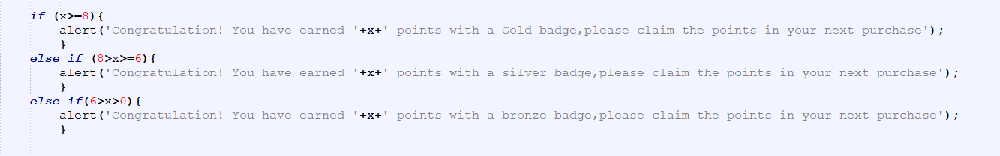 if (x>=8){
alert('Congratulation! You have earned '+x+' points with a Gold badge,please claim the points in your next purchase');
}
else if (8>x>=6){
alert('Congratulation! You have earned '+x+' points with a silver badge,please claim the points in your next purchase');
}
else if(6>x>0){
alert('Congratulation! You have earned '+x+' points with a bronze badge,please claim the points in your next purchase');
}